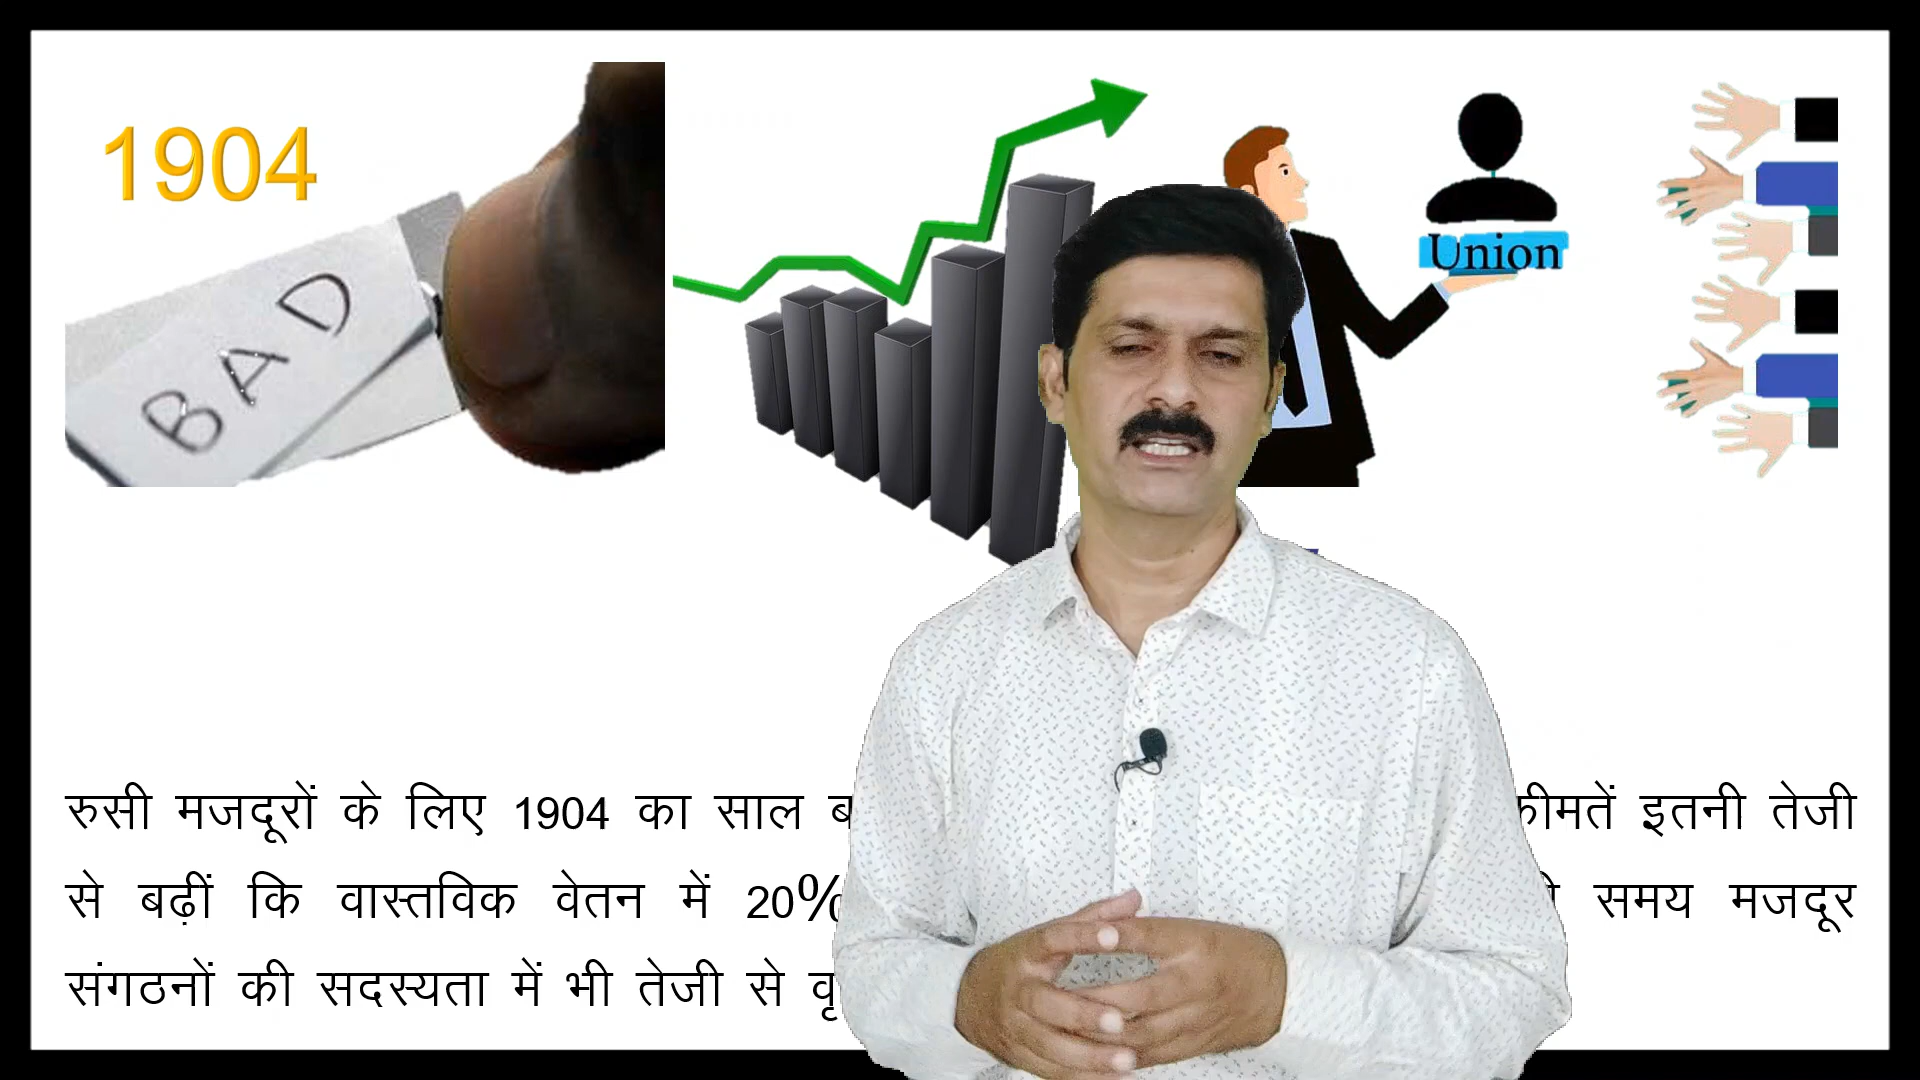 1904
BAD
Union
रुसी मजदूरों के लिए 1904 का साल कीमतें इतनी तेजी
से बढ़ीं कि वास्तविक वेतन में 20% समय मजदूर
संगठनों की सदस्यता में भी तेजी से